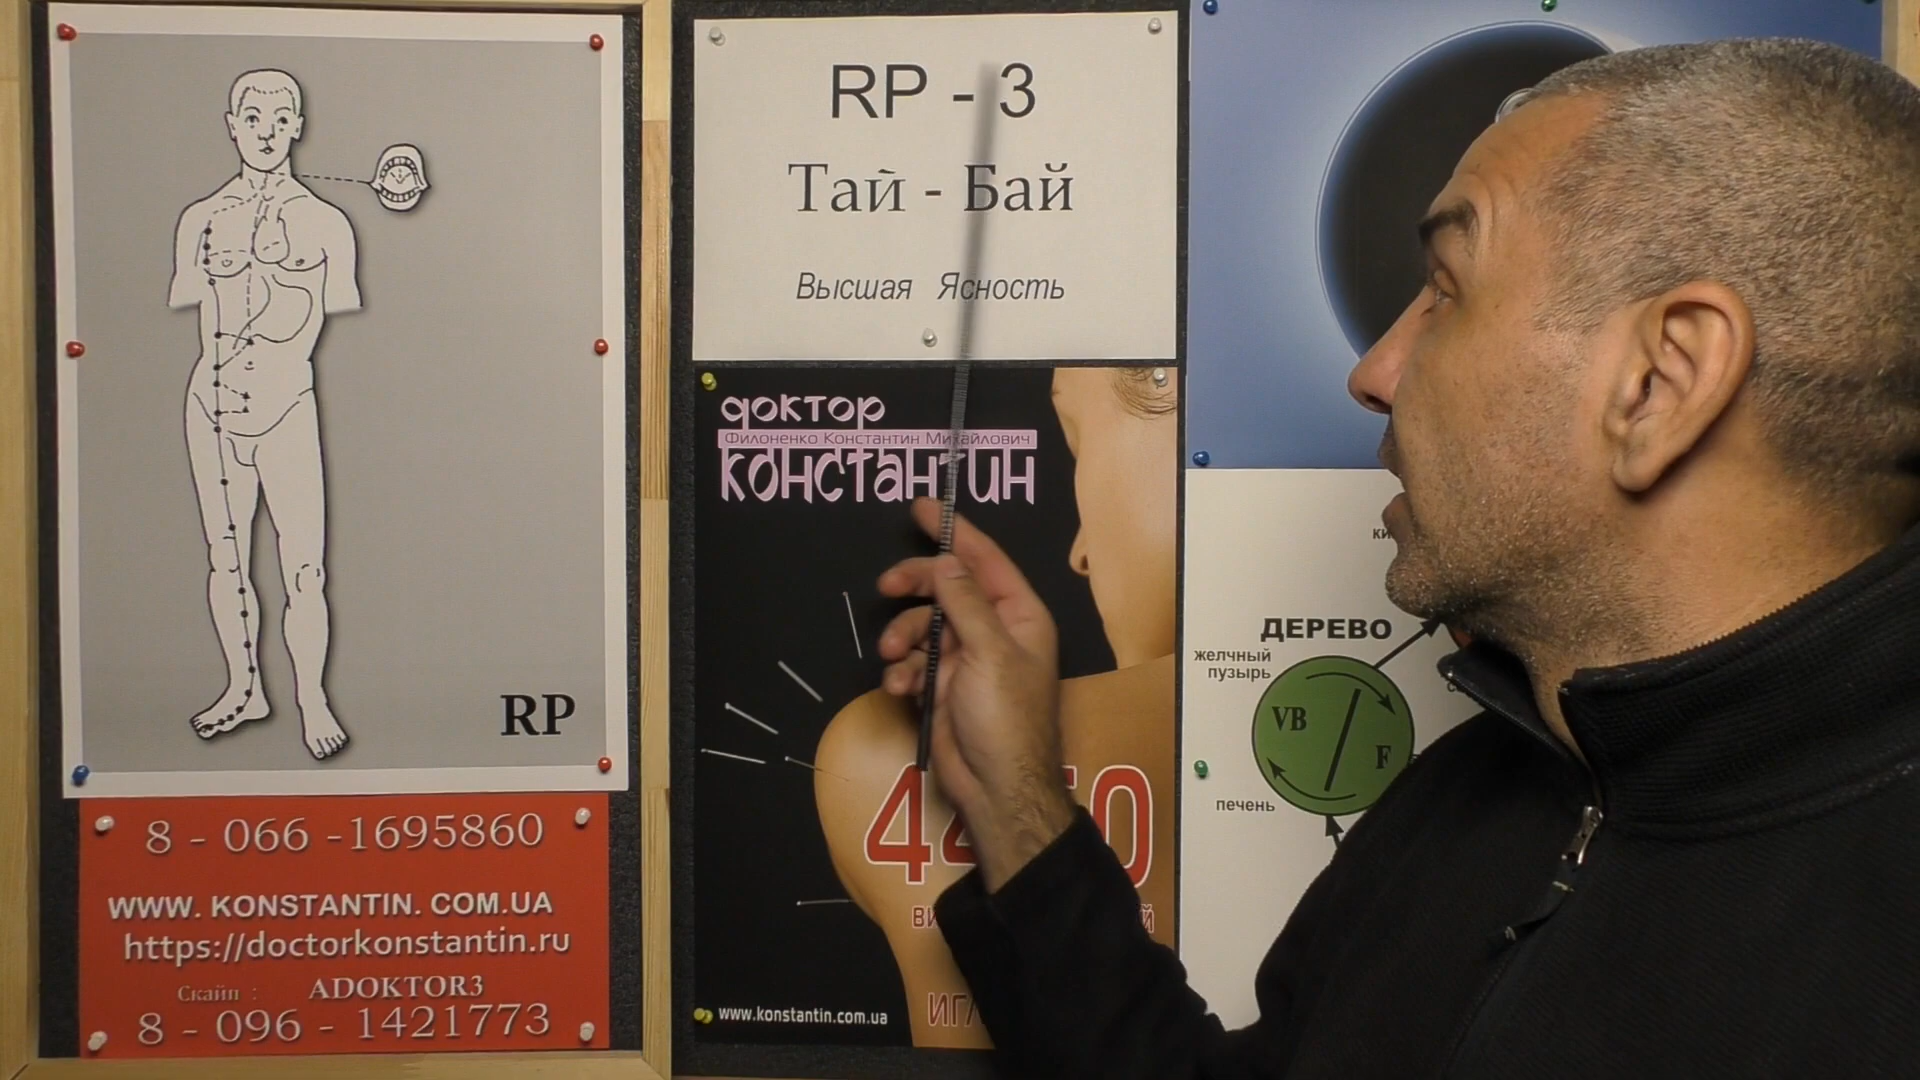 RP
8 - 066 -1695860
WWW. KONSTANTIN. COM.UA
https://doctorkonstantin.ru
Скайп : ADOKTOR3
8 - 096 - 1421773
RP - 3
Тай - Бай
Высшая Ясность
доктор
Филоненко Константин Михайлович
константин
www.konstantin.com.ua
ДЕРЕВО
желчный
пузырь
VB
F
печень